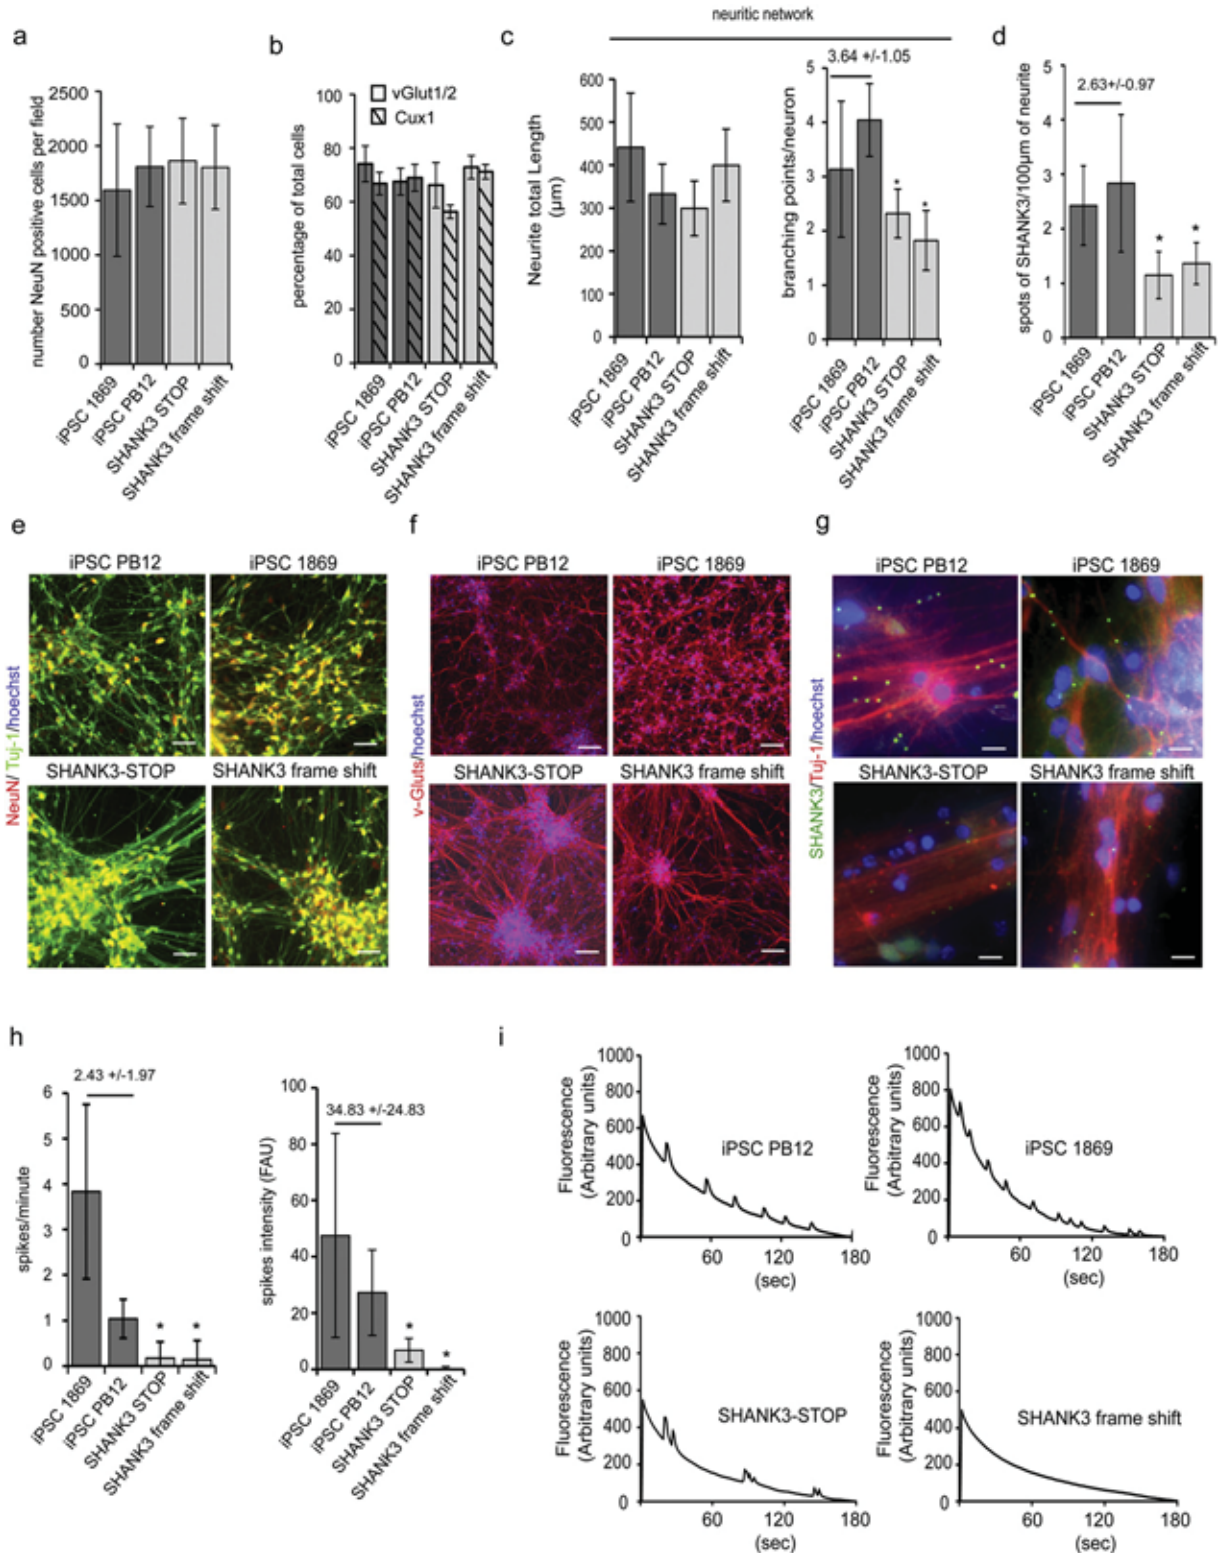 neuritic network
a
number NeuN positive cells per field
2500
2000
1500
1000
500
0
iPSC 1869
iPSC PB12
SHANK3 STOP
SHANK3 frame shift
b
vGlut1/2
Cux1
percentage of total cells
100
80
60
40
20
0
iPSC 1869
iPSC PB12
SHANK3 STOP
SHANK3 frame shift
c
Neurite total Length
(µm)
600
500
400
300
200
100
0
iPSC 1869
iPSC PB12
SHANK3 STOP
SHANK3 frame shift
3.64 +/-1.05
branching points/neuron
5
4
3
2
1
0
*
*
iPSC 1869
iPSC PB12
SHANK3 STOP
SHANK3 frame shift
d
2.63+/-0.97
spots of SHANK3/100µm of neurite
5
4
3
2
1
0
*
*
iPSC 1869
iPSC PB12
SHANK3 STOP
SHANK3 frame shift
e
iPSC PB12
iPSC 1869
NeuN/ Tuj-1/hoechst
SHANK3-STOP
SHANK3 frame shift
f
iPSC PB12
iPSC 1869
v-Gluts/hoechst
SHANK3-STOP
SHANK3 frame shift
g
iPSC PB12
iPSC 1869
SHANK3/Tuj-1/hoechst
SHANK3-STOP
SHANK3 frame shift
h
2.43 +/-1.97
spikes/minute
6
5
4
3
2
1
0
*
*
iPSC 1869
iPSC PB12
SHANK3 STOP
SHANK3 frame shift
34.83 +/-24.83
spikes intensity (FAU)
100
80
60
40
20
0
*
*
iPSC 1869
iPSC PB12
SHANK3 STOP
SHANK3 frame shift
i
Fluorescence
(Arbitrary units)
1000
800
600
400
200
0
iPSC PB12
60
120
180
(sec)
Fluorescence
(Arbitrary units)
1000
800
600
400
200
0
iPSC 1869
60
120
180
(sec)
Fluorescence
(Arbitrary units)
1000
800
600
400
200
0
SHANK3-STOP
60
120
180
(sec)
Fluorescence
(Arbitrary units)
1000
800
600
400
200
0
SHANK3 frame shift
60
120
180
(sec)